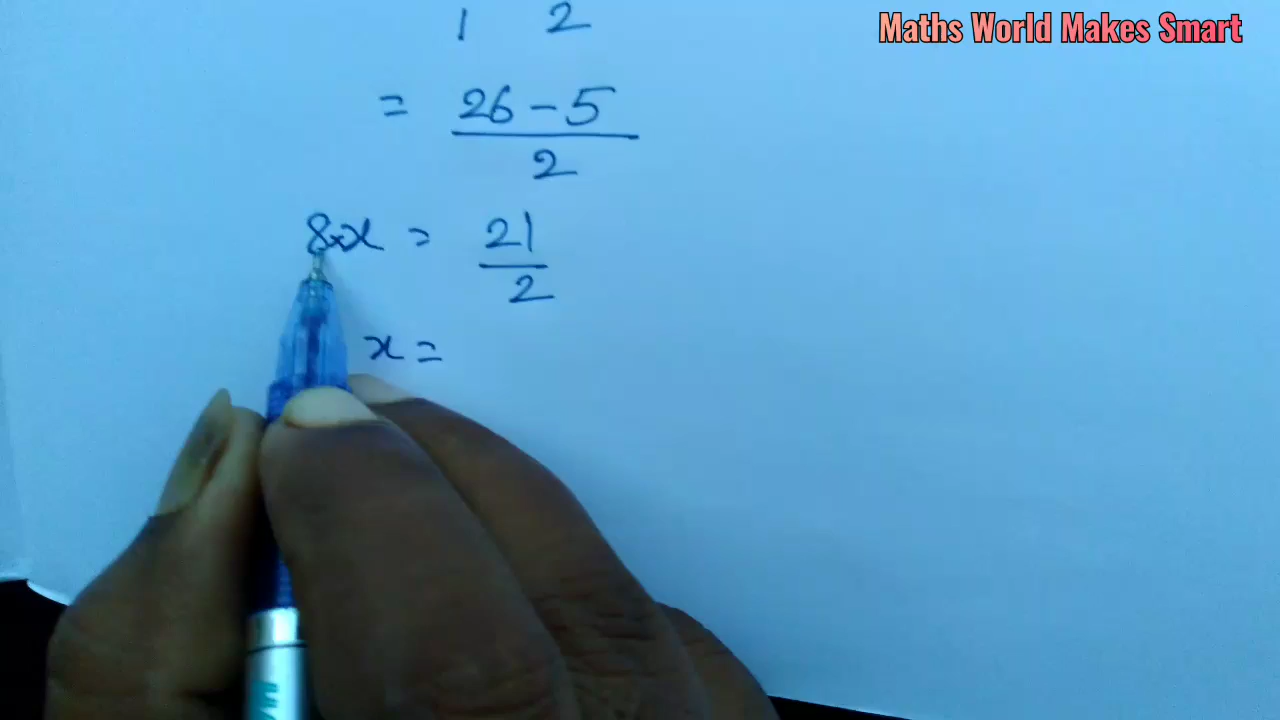 Maths World Makes Smart
1 2
= 26 - 5
2
8x = 21
2
x =